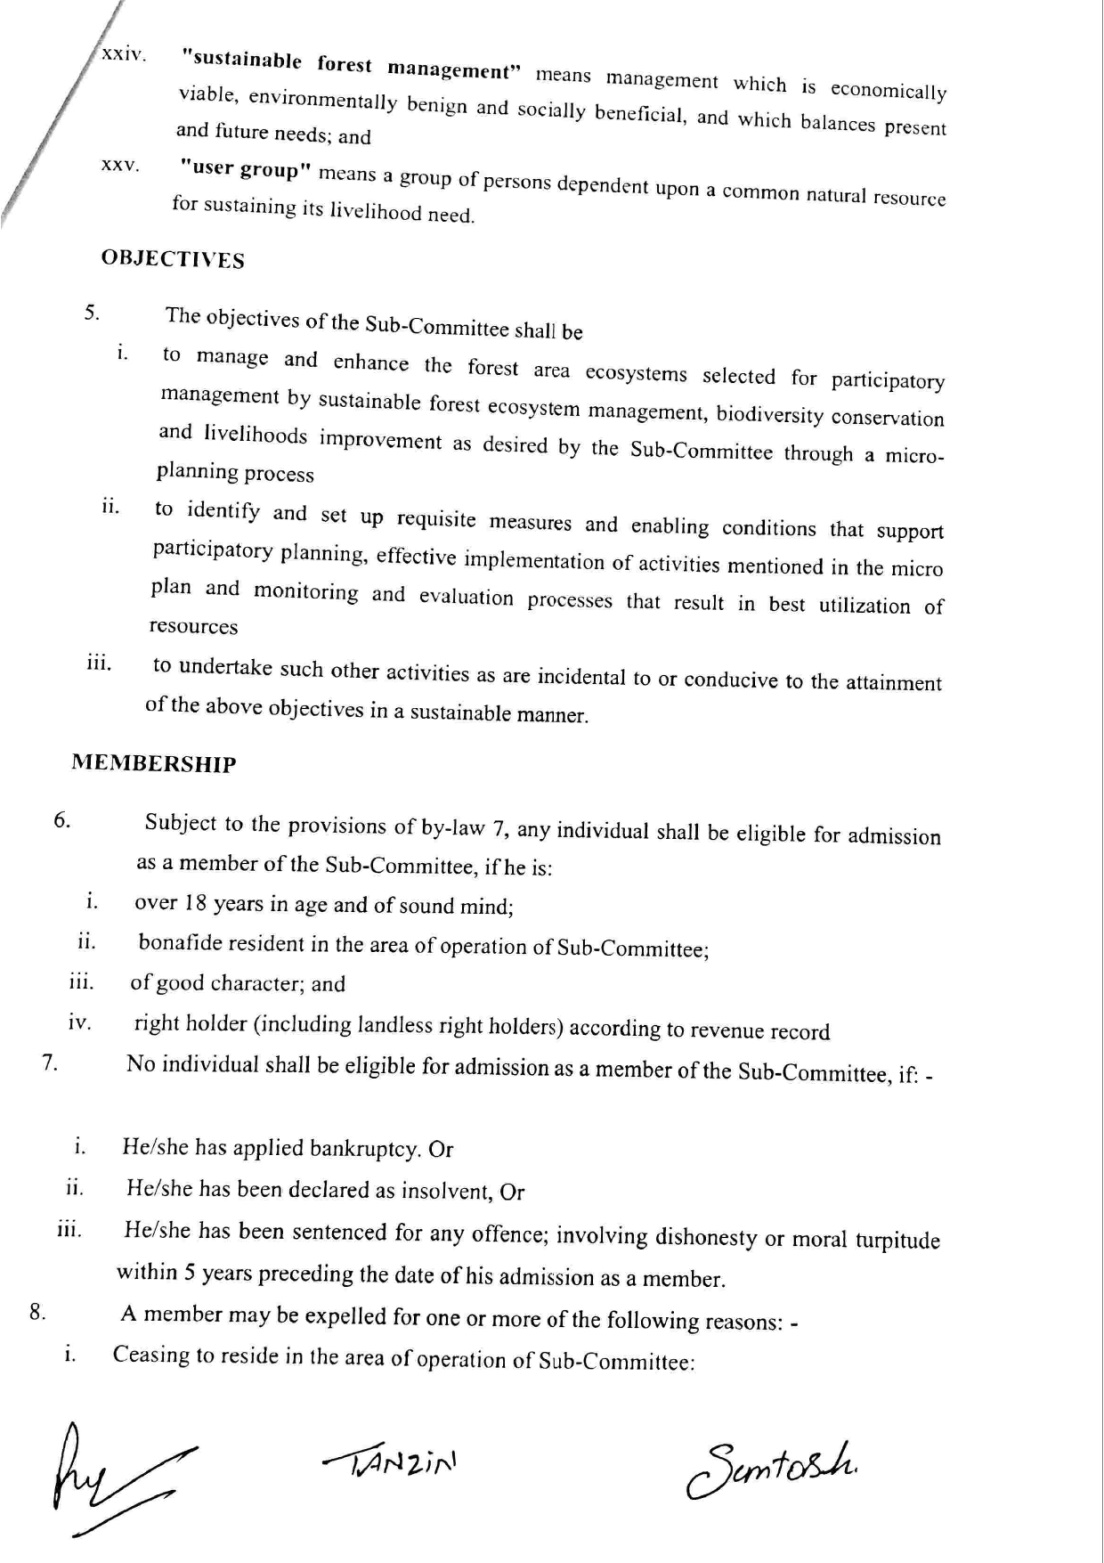 xxiv. "sustainable forest management" means management which is economically
viable, environmentally benign and socially beneficial, and which balances present
and future needs; and
xxv. "user group" means a group of persons dependent upon a common natural resource
for sustaining its livelihood need.
OBJECTIVES
5. The objectives of the Sub-Committee shall be
i. to manage and enhance the forest area ecosystems selected for participatory
management by sustainable forest ecosystem management, biodiversity conservation
and livelihoods improvement as desired by the Sub-Committee through a micro-
planning process
ii. to identify and set up requisite measures and enabling conditions that support
participatory planning, effective implementation of activities mentioned in the micro
plan and monitoring and evaluation processes that result in best utilization of
resources
iii. to undertake such other activities as are incidental to or conducive to the attainment
of the above objectives in a sustainable manner.
MEMBERSHIP
6. Subject to the provisions of by-law 7, any individual shall be eligible for admission
as a member of the Sub-Committee, if he is:
i. over 18 years in age and of sound mind;
ii. bonafide resident in the area of operation of Sub-Committee;
iii. of good character; and
iv. right holder (including landless right holders) according to revenue record
7. No individual shall be eligible for admission as a member of the Sub-Committee, if: -
i. He/she has applied bankruptcy. Or
ii. He/she has been declared as insolvent, Or
iii. He/she has been sentenced for any offence; involving dishonesty or moral turpitude
within 5 years preceding the date of his admission as a member.
8. A member may be expelled for one or more of the following reasons: -
i. Ceasing to reside in the area of operation of Sub-Committee:
TANZiN